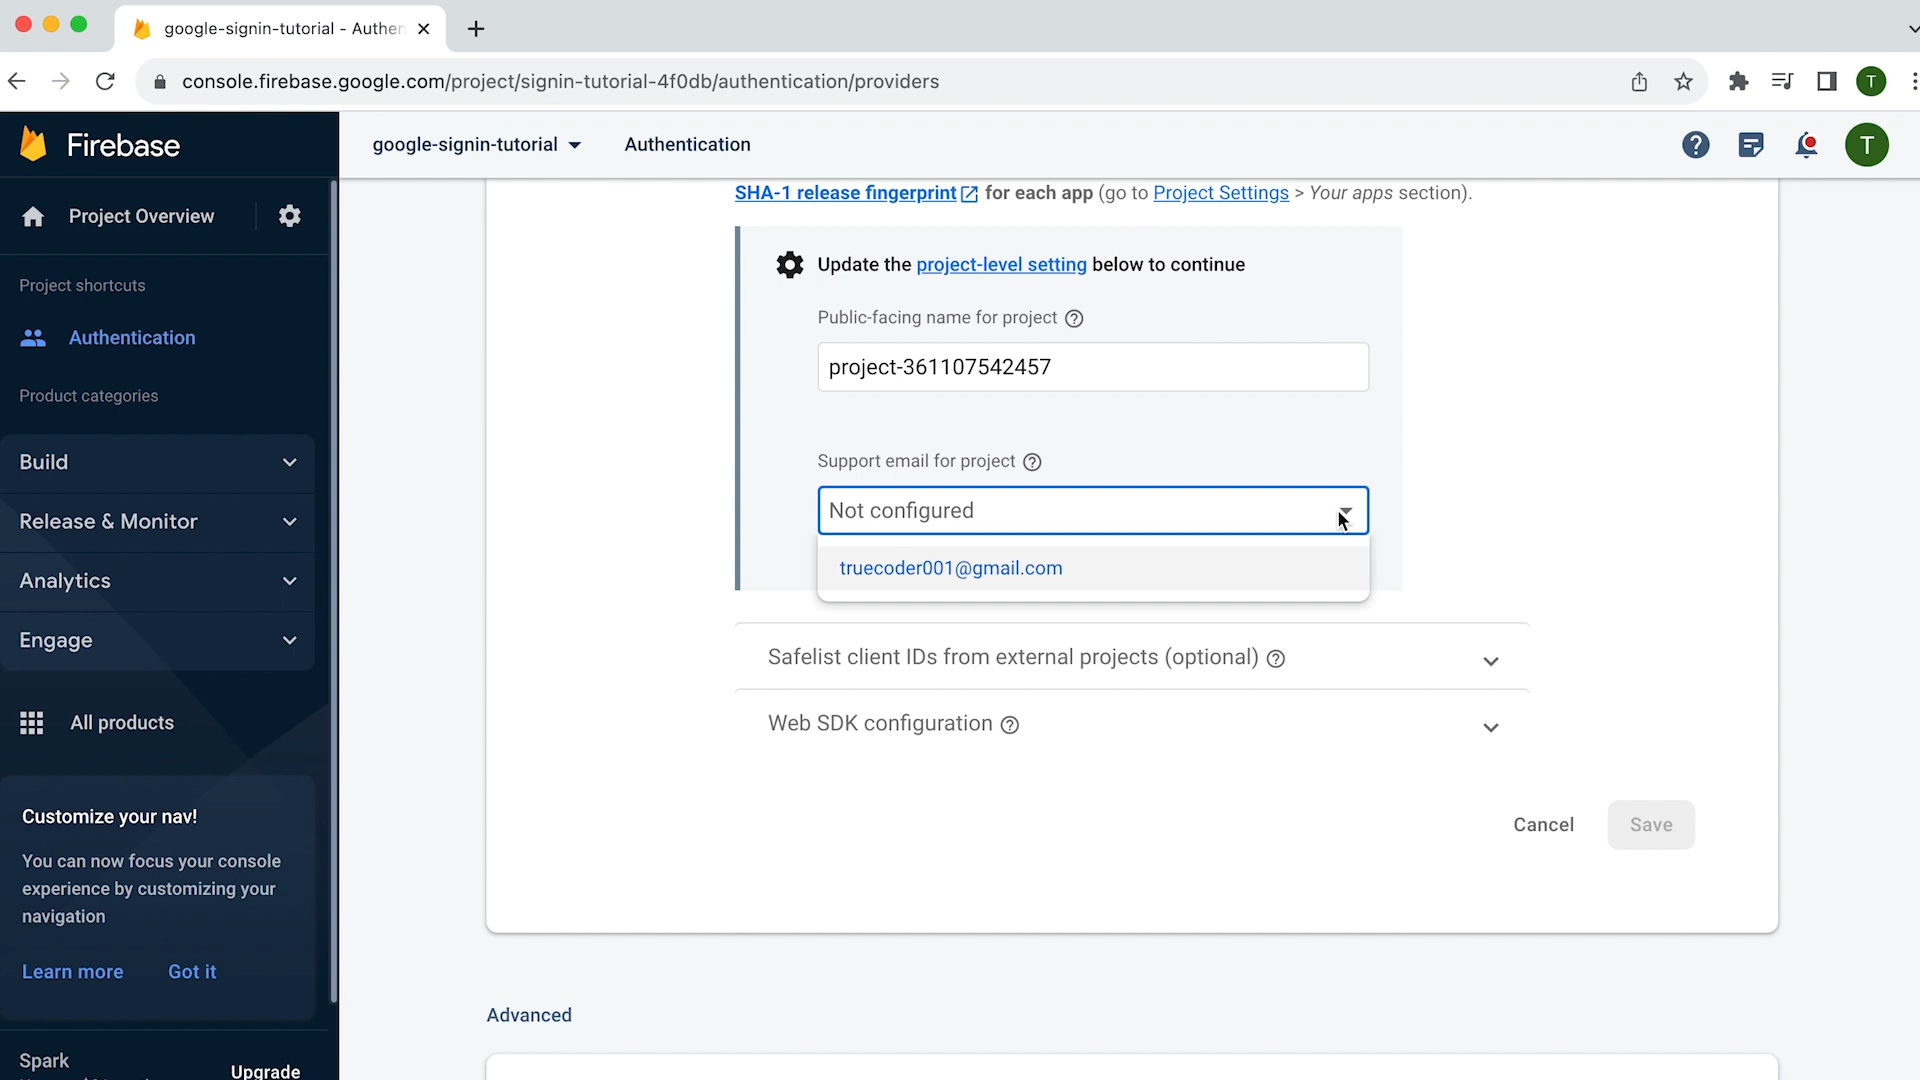 google-signin-tutorial - Authen
console.firebase.google.com/project/signin-tutorial-4f0db/authentication/providers
T
Firebase
google-signin-tutorial
Authentication
T
Project Overview
Project shortcuts
Authentication
Product categories
Build
Release & Monitor
Analytics
Engage
All products
Customize your nav!
You can now focus your console
experience by customizing your
navigation
Learn more
Got it
Spark
Upgrade
SHA-1 release fingerprint for each app (go to Project Settings > Your apps section).
Update the project-level setting below to continue
Public-facing name for project
project-361107542457
Support email for project
Not configured
truecoder001@gmail.com
Safelist client IDs from external projects (optional)
Web SDK configuration
Cancel
Save
Advanced